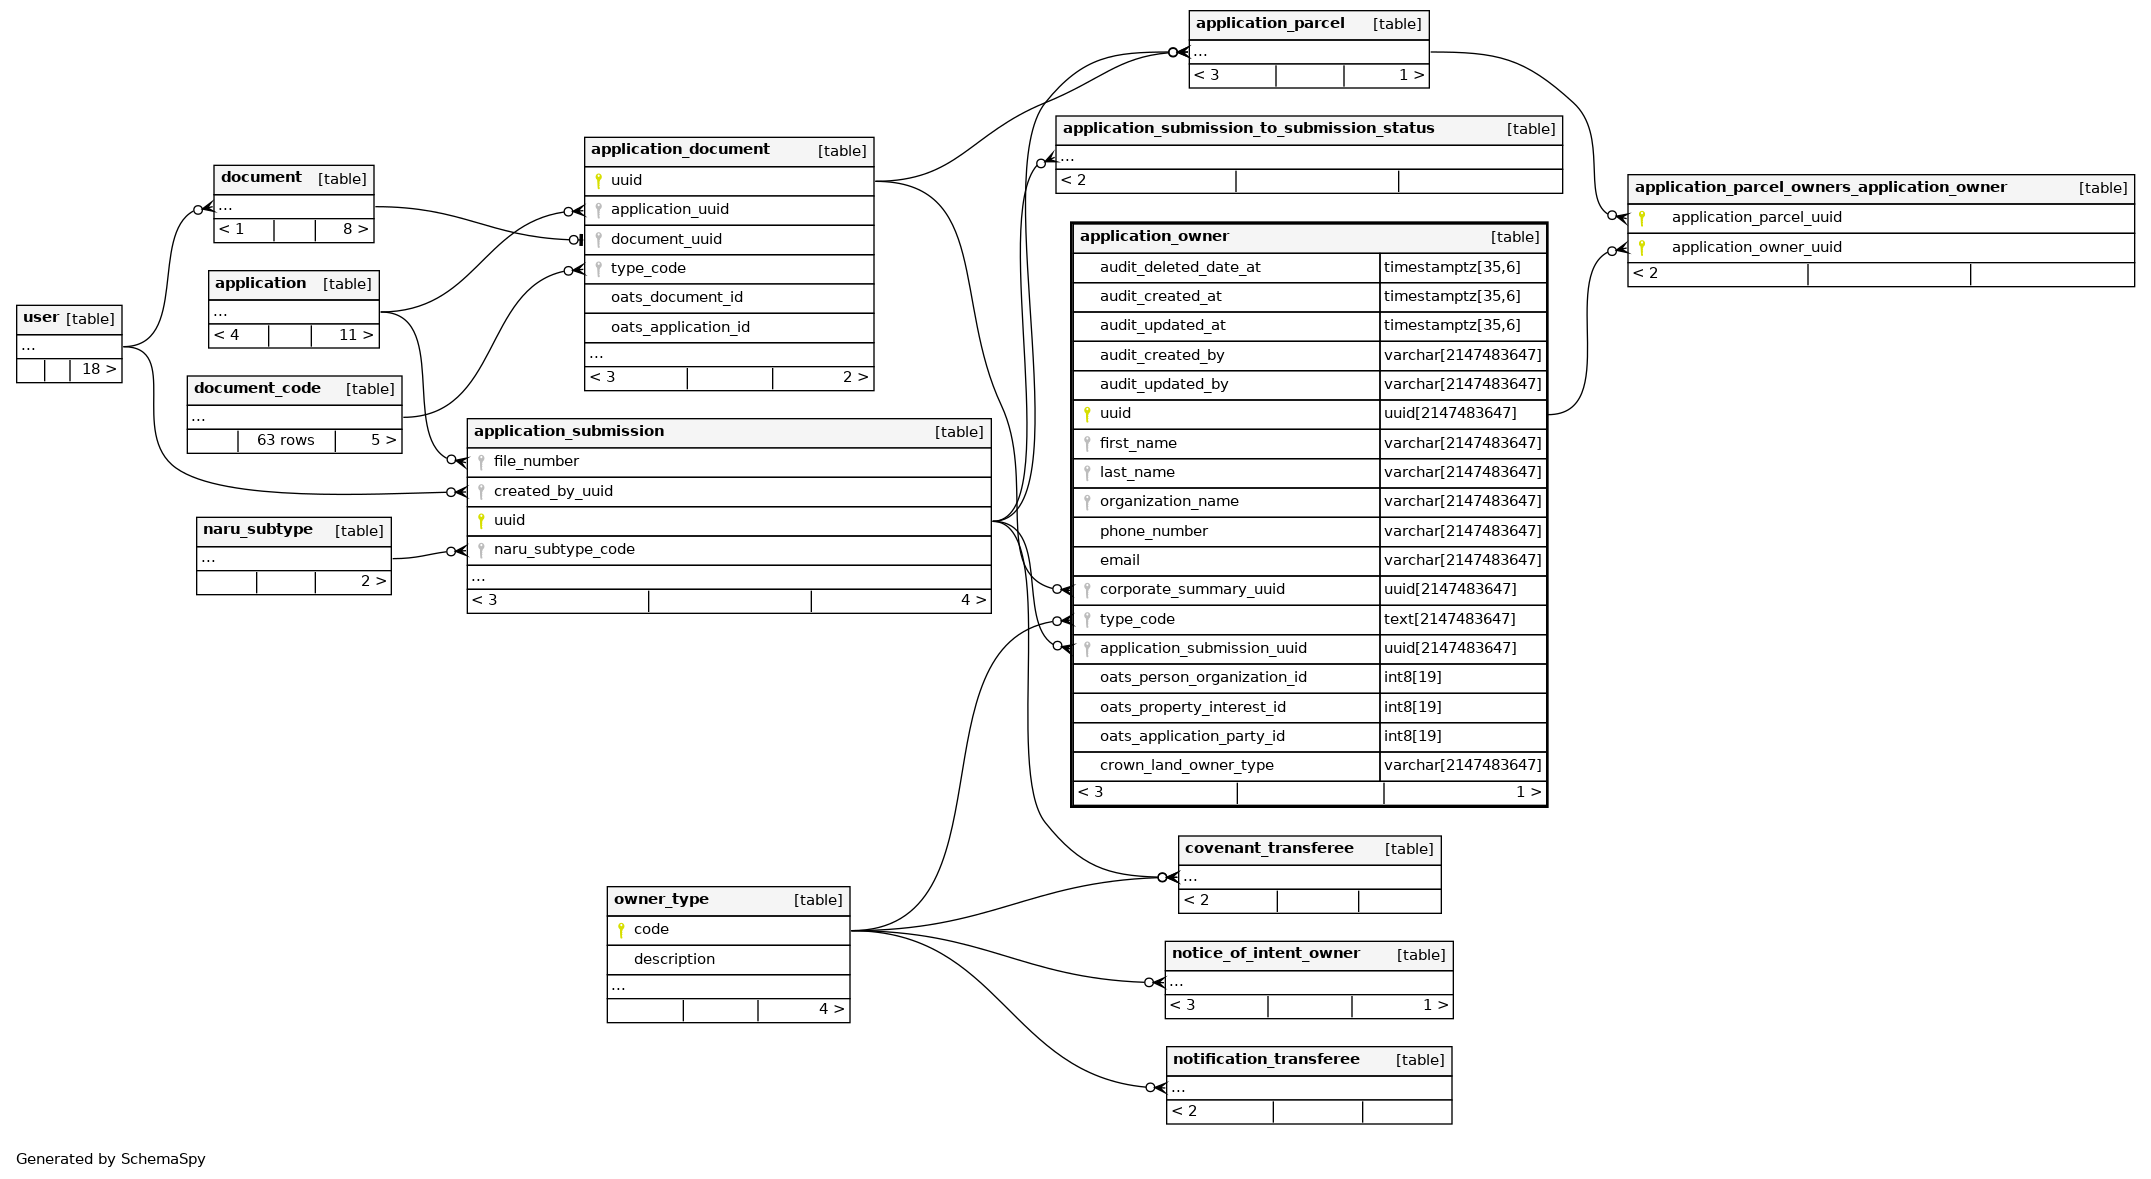 application_parcel [table]
...
< 3 1 >
application_submission_to_submission_status [table]
...
< 2
application_document [table]
uuid
application_uuid
document_uuid
type_code
oats_document_id
oats_application_id
...
< 3 2 >
document [table]
...
< 1 8 >
application_parcel_owners_application_owner [table]
application_parcel_uuid
application_owner_uuid
< 2
application_owner [table]
audit_deleted_date_at timestamptz[35,6]
audit_created_at timestamptz[35,6]
audit_updated_at timestamptz[35,6]
audit_created_by varchar[2147483647]
audit_updated_by varchar[2147483647]
uuid uuid[2147483647]
first_name varchar[2147483647]
last_name varchar[2147483647]
organization_name varchar[2147483647]
phone_number varchar[2147483647]
email varchar[2147483647]
corporate_summary_uuid uuid[2147483647]
type_code text[2147483647]
application_submission_uuid uuid[2147483647]
oats_person_organization_id int8[19]
oats_property_interest_id int8[19]
oats_application_party_id int8[19]
crown_land_owner_type varchar[2147483647]
< 3 1 >
application [table]
...
< 4 11 >
user [table]
...
18 >
document_code [table]
...
63 rows 5 >
application_submission [table]
file_number
created_by_uuid
uuid
naru_subtype_code
...
< 3 4 >
naru_subtype [table]
...
2 >
covenant_transferee [table]
...
< 2
owner_type [table]
code
description
...
4 >
notice_of_intent_owner [table]
...
< 3 1 >
notification_transferee [table]
...
< 2
Generated by SchemaSpy